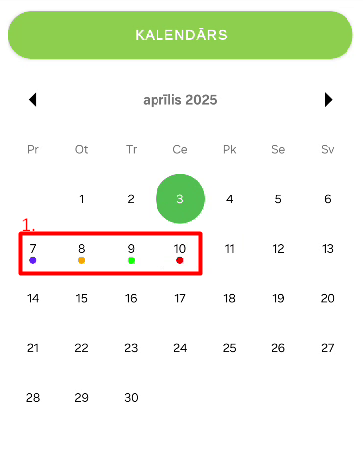 KALENDĀRS
aprīlis 2025
Pr Ot Tr Ce Pk Se Sv
1 2 3 4 5 6
1.
7 8 9 10 11 12 13
14 15 16 17 18 19 20
21 22 23 24 25 26 27
28 29 30